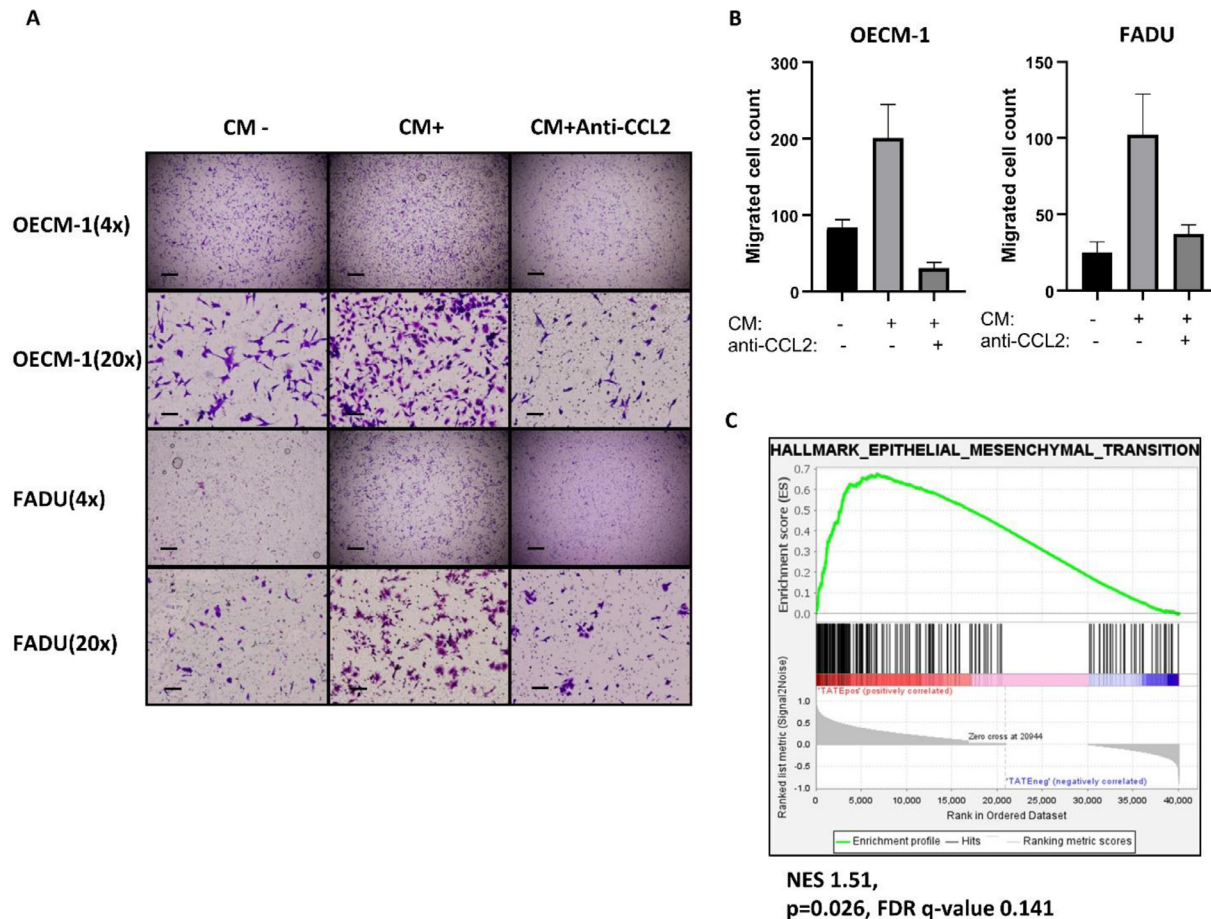 A
CM -
CM+
CM+Anti-CCL2
OECM-1(4x)
OECM-1(20x)
FADU(4x)
FADU(20x)
B
OECM-1
Migrated cell count
300
200
100
0
CM: - + +
anti-CCL2: - +
FADU
Migrated cell count
150
100
50
0
CM: - + +
anti-CCL2: - +
C
HALLMARK_EPITHELIAL_MESENCHYMAL_TRANSITION
Enrichment score (ES)
0.7
0.6
0.5
0.4
0.3
0.2
0.1
0.0
'TATEpos' (positively correlated)
Ranked list metric (Signal2Noise)
1.0
0.5
0.0
-0.5
-1.0
Zero cross at 20944
'TATEneg' (negatively correlated)
0 5,000 10,000 15,000 20,000 25,000 30,000 35,000 40,000
Rank in Ordered Dataset
Enrichment profile Hits Ranking metric scores
NES 1.51,
p=0.026, FDR q-value 0.141